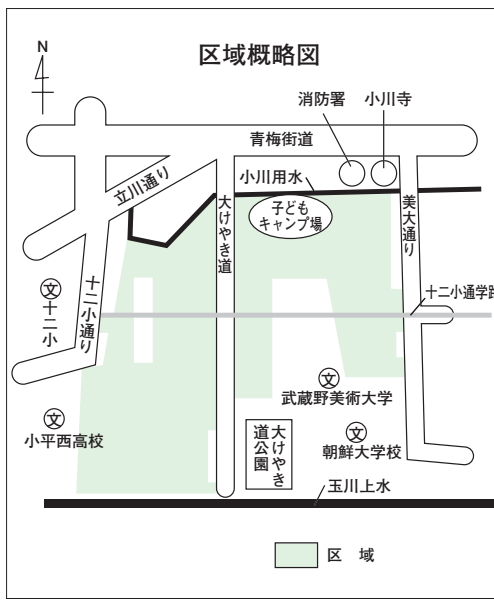 区域概略図
N
消防署
小川寺
青梅街道
立川通り
小川用水
子ども
キャンプ場
大けやき道
美大通り
十二小通学路
文
十二小
十二小通り
文
武蔵野美術大学
文
小平西高校
文
朝鮮大学校
大けやき
道公園
玉川上水
区 域